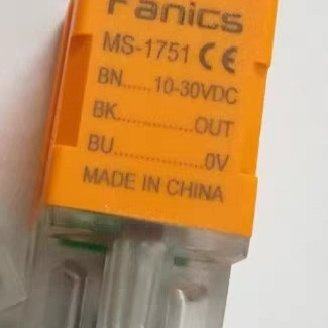 Fanics
MS-1751 CE
BN......10-30VDC
BK...............OUT
BU.................0V
MADE IN CHINA